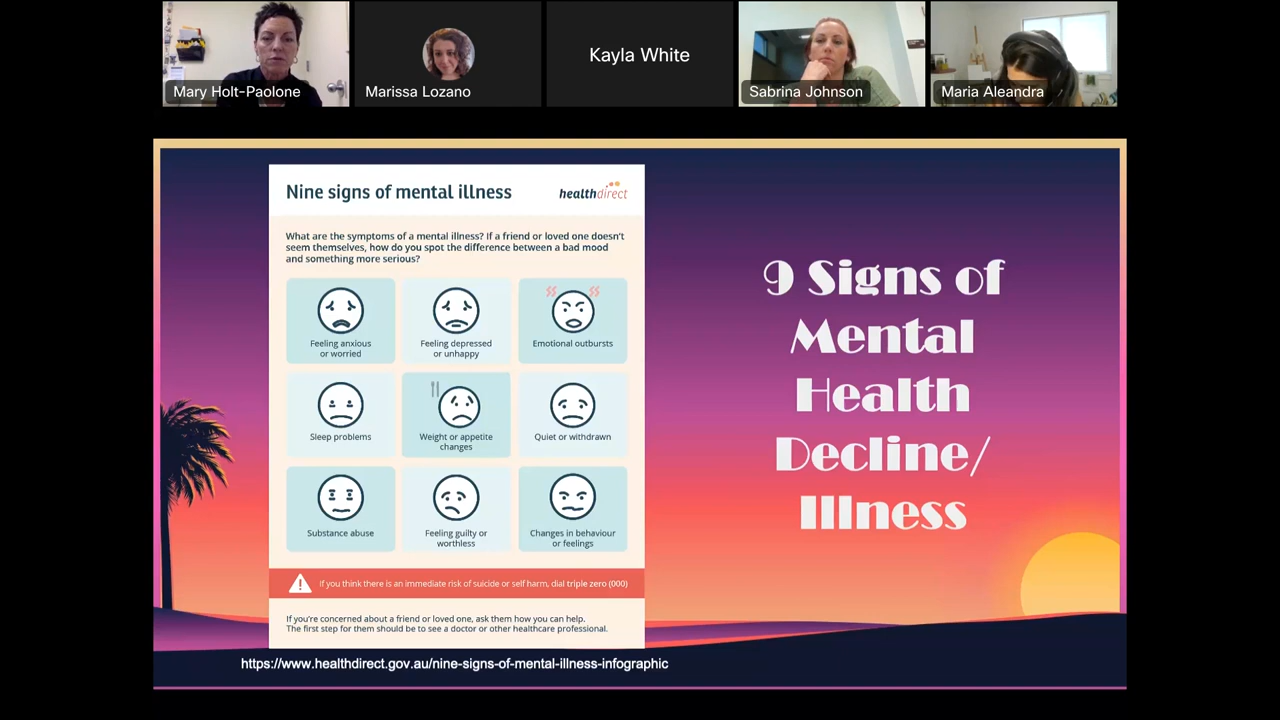 Mary Holt-Paolone
Marissa Lozano
Kayla White
Sabrina Johnson
Maria Aleandra
Nine signs of mental illness
healthdirect
What are the symptoms of a mental illness? If a friend or loved one doesn't
seem themselves, how do you spot the difference between a bad mood
and something more serious?
Feeling anxious
or worried
Feeling depressed
or unhappy
Emotional outbursts
Sleep problems
Weight or appetite
changes
Quiet or withdrawn
Substance abuse
Feeling guilty or
worthless
Changes in behaviour
or feelings
If you think there is an immediate risk of suicide or self harm, dial triple zero (000)
If you're concerned about a friend or loved one, ask them how you can help.
The first step for them should be to see a doctor or other healthcare professional.
https://www.healthdirect.gov.au/nine-signs-of-mental-illness-infographic
9 Signs of
Mental
Health
Decline/
Illness